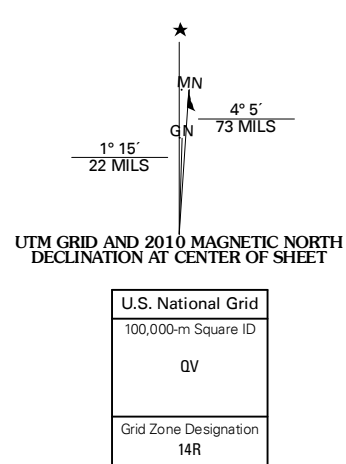 ★
MN
4° 5´
73 MILS
GN
1° 15´
22 MILS
UTM GRID AND 2010 MAGNETIC NORTH
DECLINATION AT CENTER OF SHEET
U.S. National Grid
100,000-m Square ID
QV
Grid Zone Designation
14R